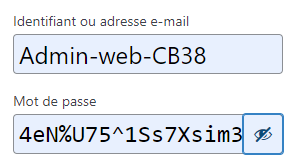 Identifiant ou adresse e-mail
Admin-web-CB38
Mot de passe
4eN%U75^1Ss7Xsim3